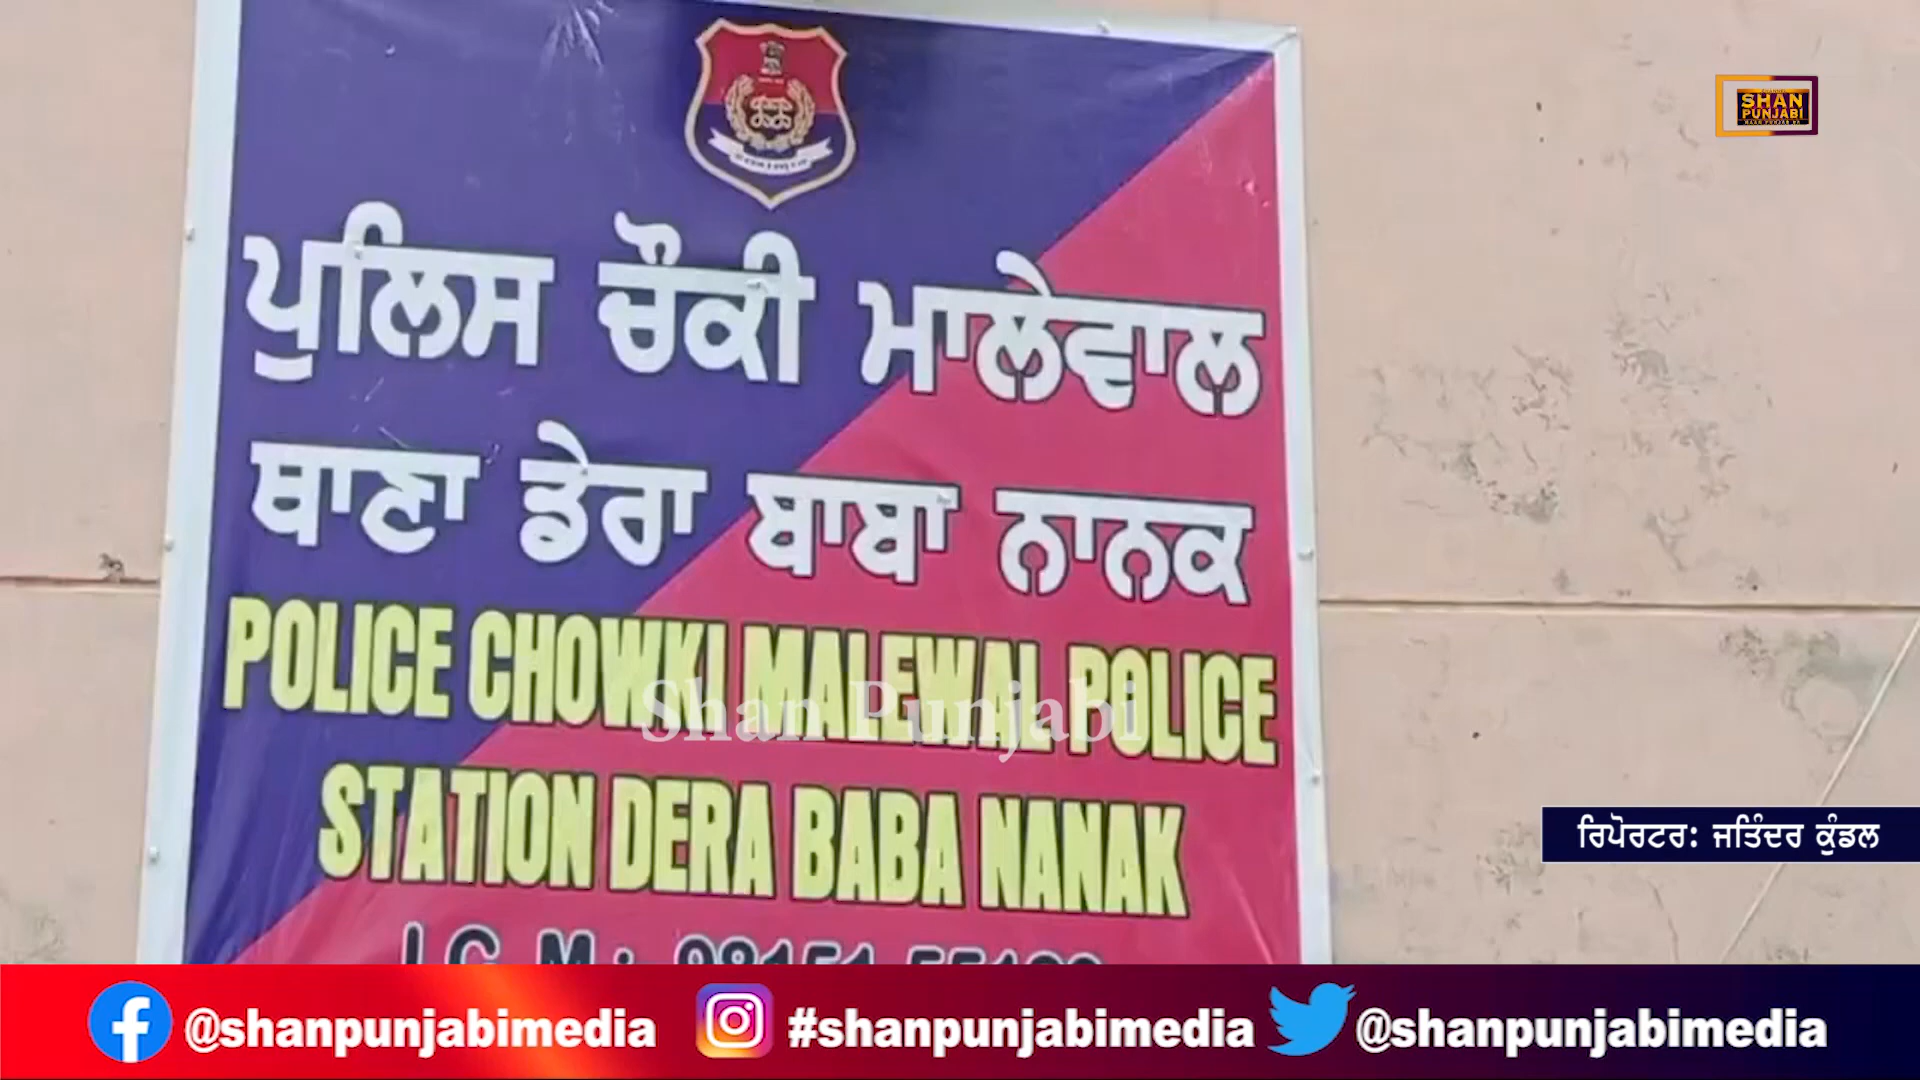 SHAN
PUNJABI
ਪੁਲਿਸ ਚੌਕੀ ਮਾਲੇਵਾਲ
ਥਾਣਾ ਡੇਰਾ ਬਾਬਾ ਨਾਨਕ
POLICE CHOWKI MALEWAL POLICE
STATION DERA BABA NANAK
Shan Punjabi
ਰਿਪੋਰਟਰ: ਜਤਿੰਦਰ ਕੁੰਡਲ
@shanpunjabimedia #shanpunjabimedia @shanpunjabimedia